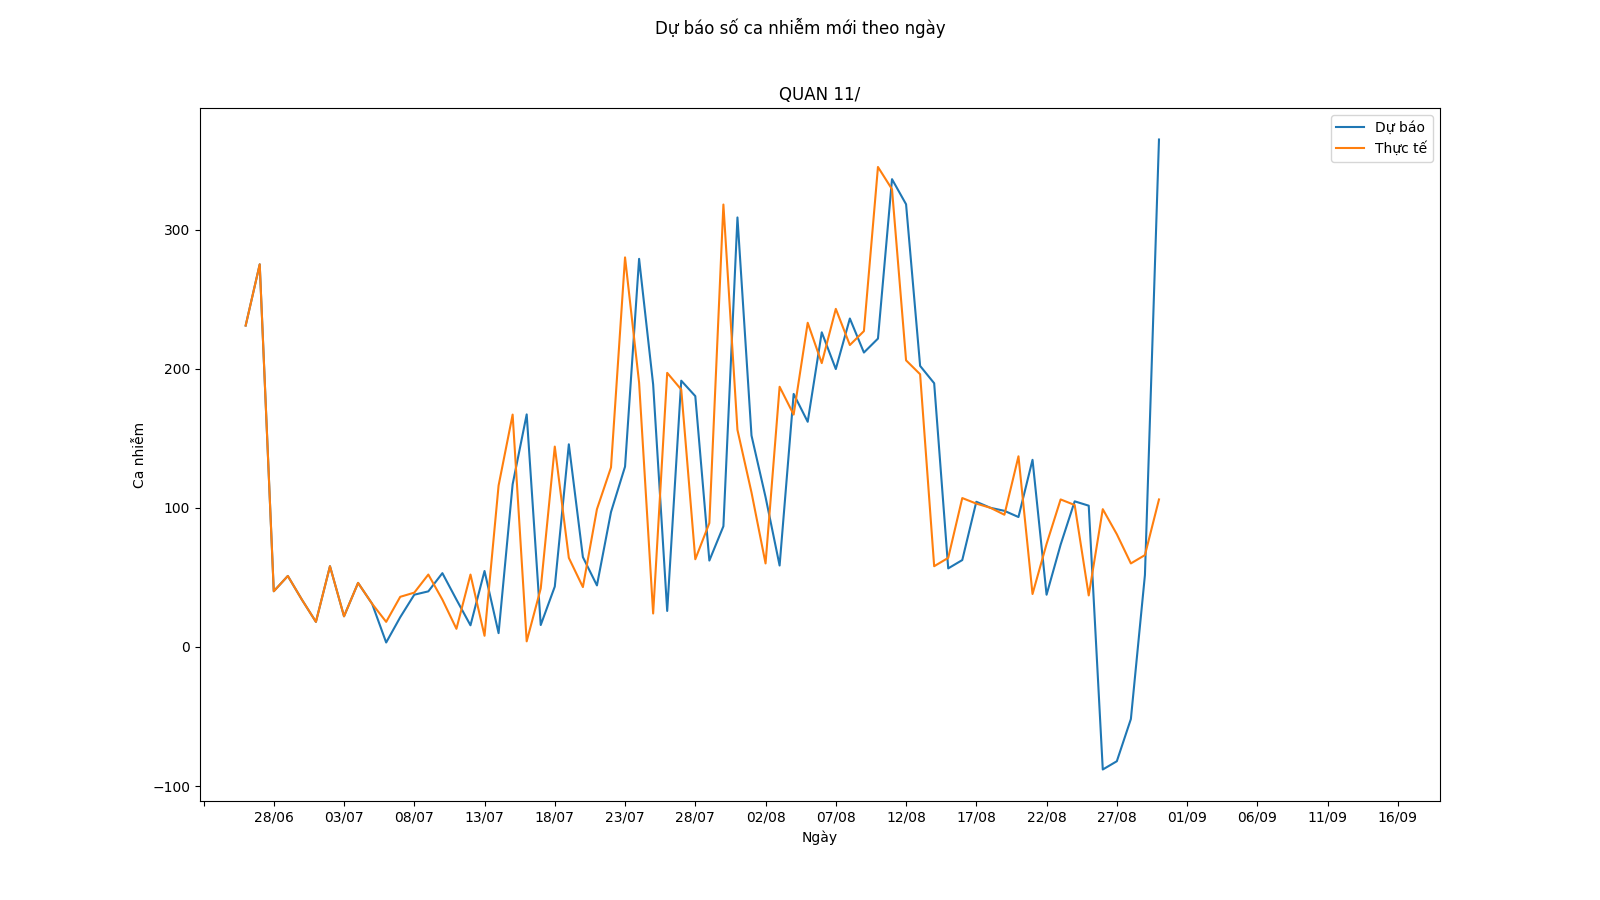 Dự báo số ca nhiễm mới theo ngày
QUAN 11/
Dự báo
Thực tế
300
200
100
0
−100
Ca nhiễm
28/06 03/07 08/07 13/07 18/07 23/07 28/07 02/08 07/08 12/08 17/08 22/08 27/08 01/09 06/09 11/09 16/09
Ngày